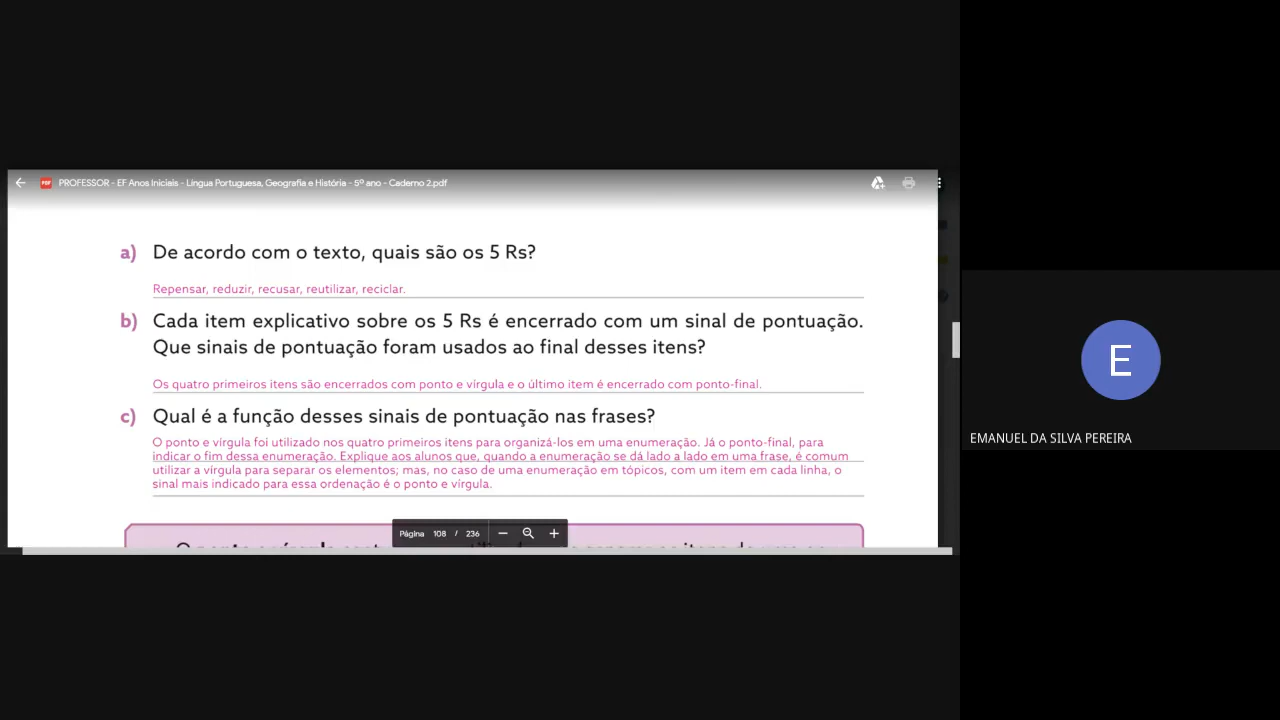 PROFESSOR - EF Anos Iniciais - Língua Portuguesa, Geografia e História - 5º ano - Caderno 2.pdf
a) De acordo com o texto, quais são os 5 Rs?
Repensar, reduzir, recusar, reutilizar, reciclar.
b) Cada item explicativo sobre os 5 Rs é encerrado com um sinal de pontuação.
Que sinais de pontuação foram usados ao final desses itens?
Os quatro primeiros itens são encerrados com ponto e vírgula e o último item é encerrado com ponto-final.
c) Qual é a função desses sinais de pontuação nas frases?
O ponto e vírgula foi utilizado nos quatro primeiros itens para organizá-los em uma enumeração. Já o ponto-final, para
indicar o fim dessa enumeração. Explique aos alunos que, quando a enumeração se dá lado a lado em uma frase, é comum
utilizar a vírgula para separar os elementos; mas, no caso de uma enumeração em tópicos, com um item em cada linha, o
sinal mais indicado para essa ordenação é o ponto e vírgula.
Página 108 / 236
E
EMANUEL DA SILVA PEREIRA